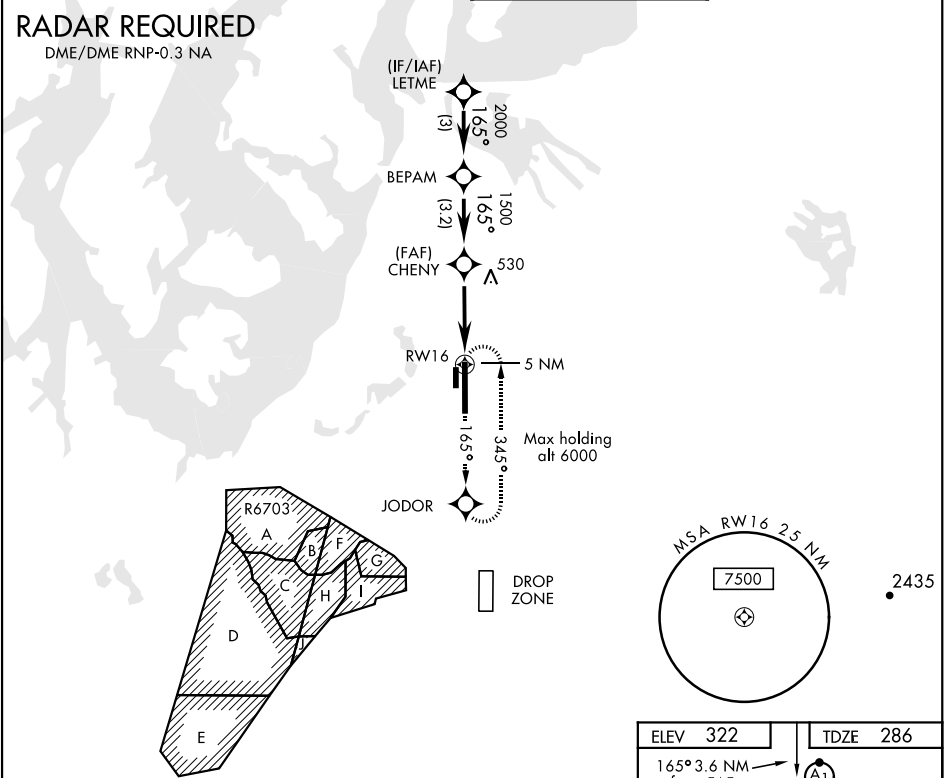 RADAR REQUIRED
DME/DME RNP-0.3 NA
(IF/IAF)
LETME
2000
165°
(3)
BEPAM
1500
165°
(3.2)
(FAF)
CHENY
530
RW16
5 NM
165°
345°
Max holding
alt 6000
JODOR
R6703
A
B
F
G
C
H
I
D
J
E
DROP
ZONE
MSA RW16 25 NM
7500
2435
ELEV 322
TDZE 286
165° 3.6 NM
A1